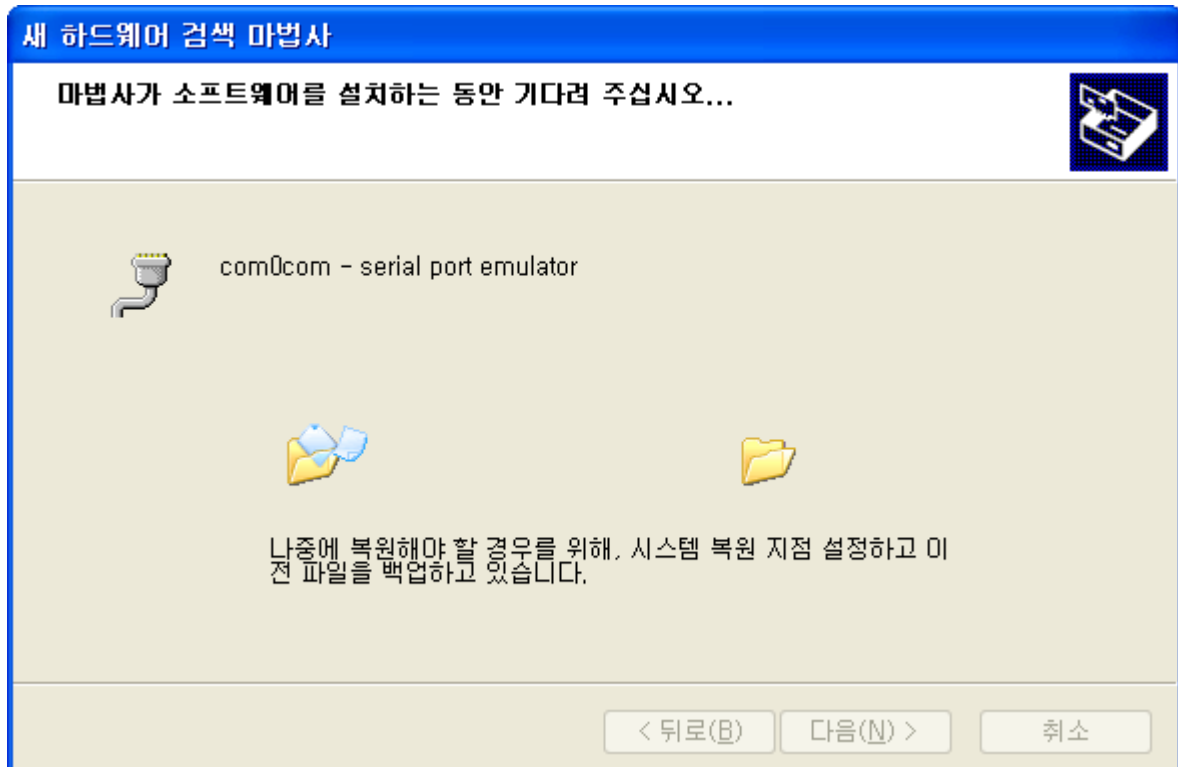 새 하드웨어 검색 마법사
마법사가 소프트웨어를 설치하는 동안 기다려 주십시오...
com0com - serial port emulator
나중에 복원해야 할 경우를 위해, 시스템 복원 지점 설정하고 이
전 파일을 백업하고 있습니다.
< 뒤로(B) 다음(N) > 취소